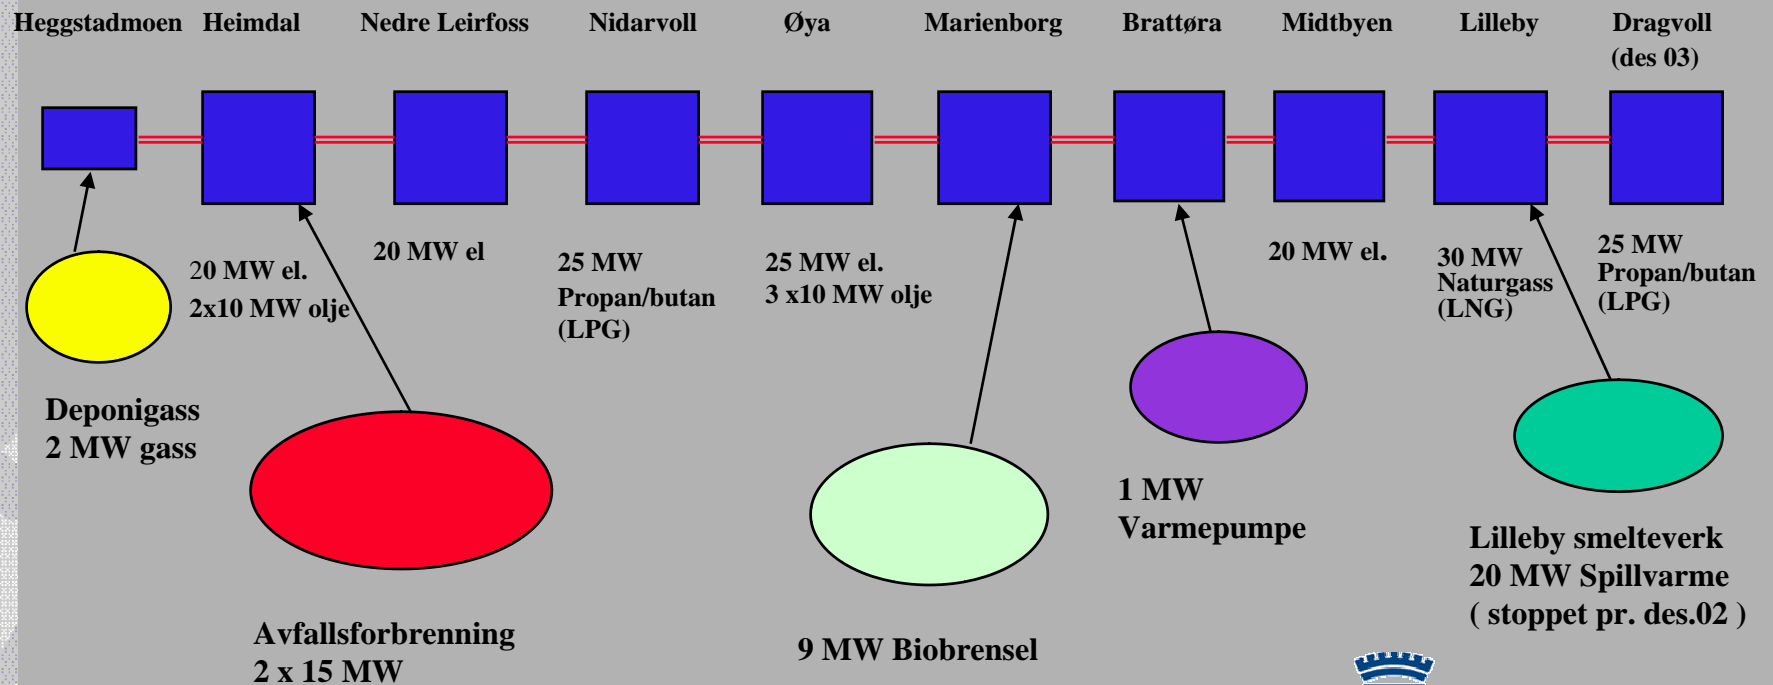 Heggstadmoen Heimdal Nedre Leirfoss Nidarvoll Øya Marienborg Brattøra Midtbyen Lilleby Dragvoll
(des 03)
20 MW el.
2x10 MW olje
20 MW el
25 MW
Propan/butan
(LPG)
25 MW el.
3 x10 MW olje
20 MW el.
30 MW
Naturgass
(LNG)
25 MW
Propan/butan
(LPG)
Deponigass
2 MW gass
Avfallsforbrenning
2 x 15 MW
9 MW Biobrensel
1 MW
Varmepumpe
Lilleby smelteverk
20 MW Spillvarme
( stoppet pr. des.02 )